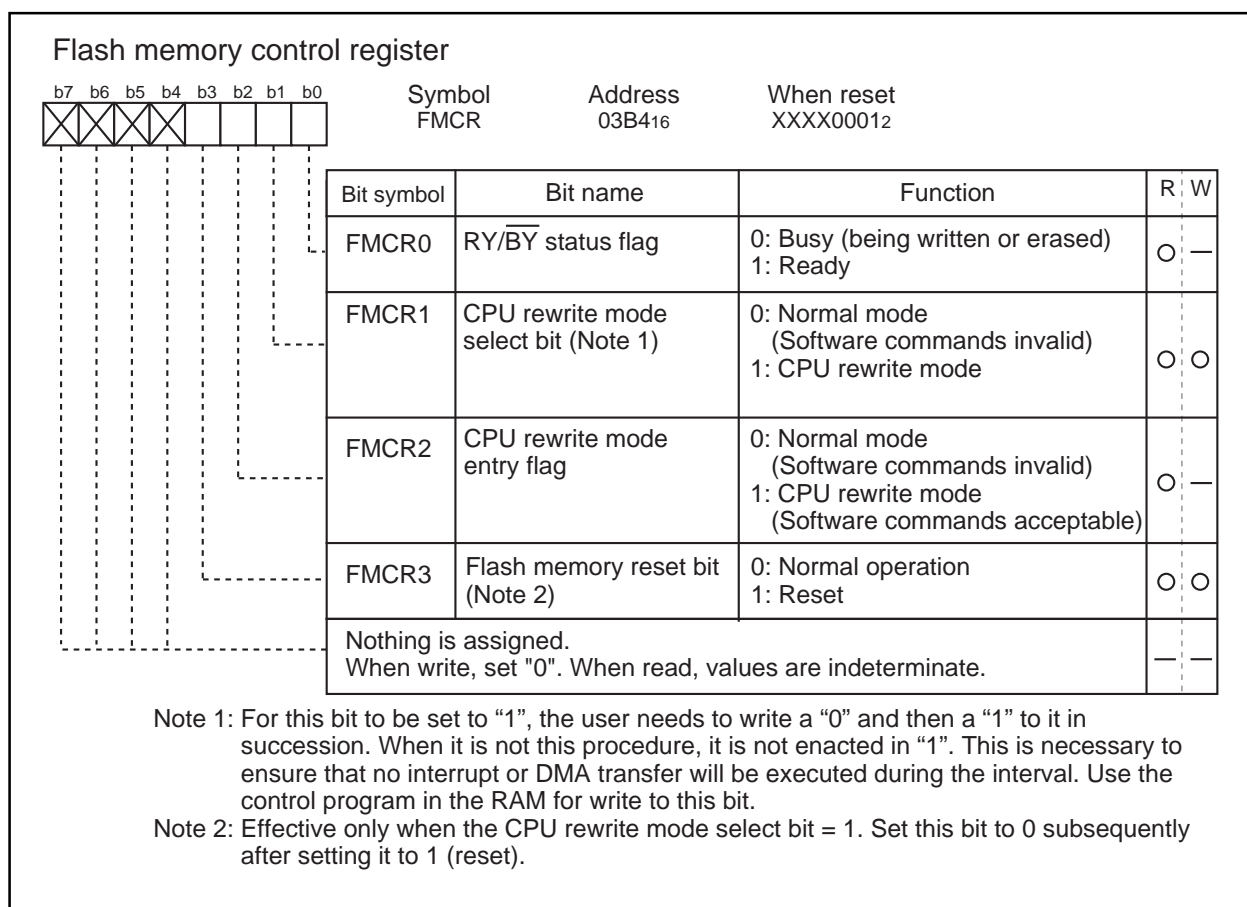 Flash memory control register
b7 b6 b5 b4 b3 b2 b1 b0
Symbol Address When reset
FMCR 03B416 XXXX00012
Bit symbol Bit name Function R W
FMCR0 RY/BY status flag 0: Busy (being written or erased)
1: Ready
FMCR1 CPU rewrite mode 0: Normal mode
select bit (Note 1) (Software commands invalid)
1: CPU rewrite mode
FMCR2 CPU rewrite mode 0: Normal mode
entry flag (Software commands invalid)
1: CPU rewrite mode
(Software commands acceptable)
FMCR3 Flash memory reset bit 0: Normal operation
(Note 2) 1: Reset
Nothing is assigned.
When write, set "0". When read, values are indeterminate.
Note 1: For this bit to be set to “1”, the user needs to write a “0” and then a “1” to it in
succession. When it is not this procedure, it is not enacted in “1”. This is necessary to
ensure that no interrupt or DMA transfer will be executed during the interval. Use the
control program in the RAM for write to this bit.
Note 2: Effective only when the CPU rewrite mode select bit = 1. Set this bit to 0 subsequently
after setting it to 1 (reset).